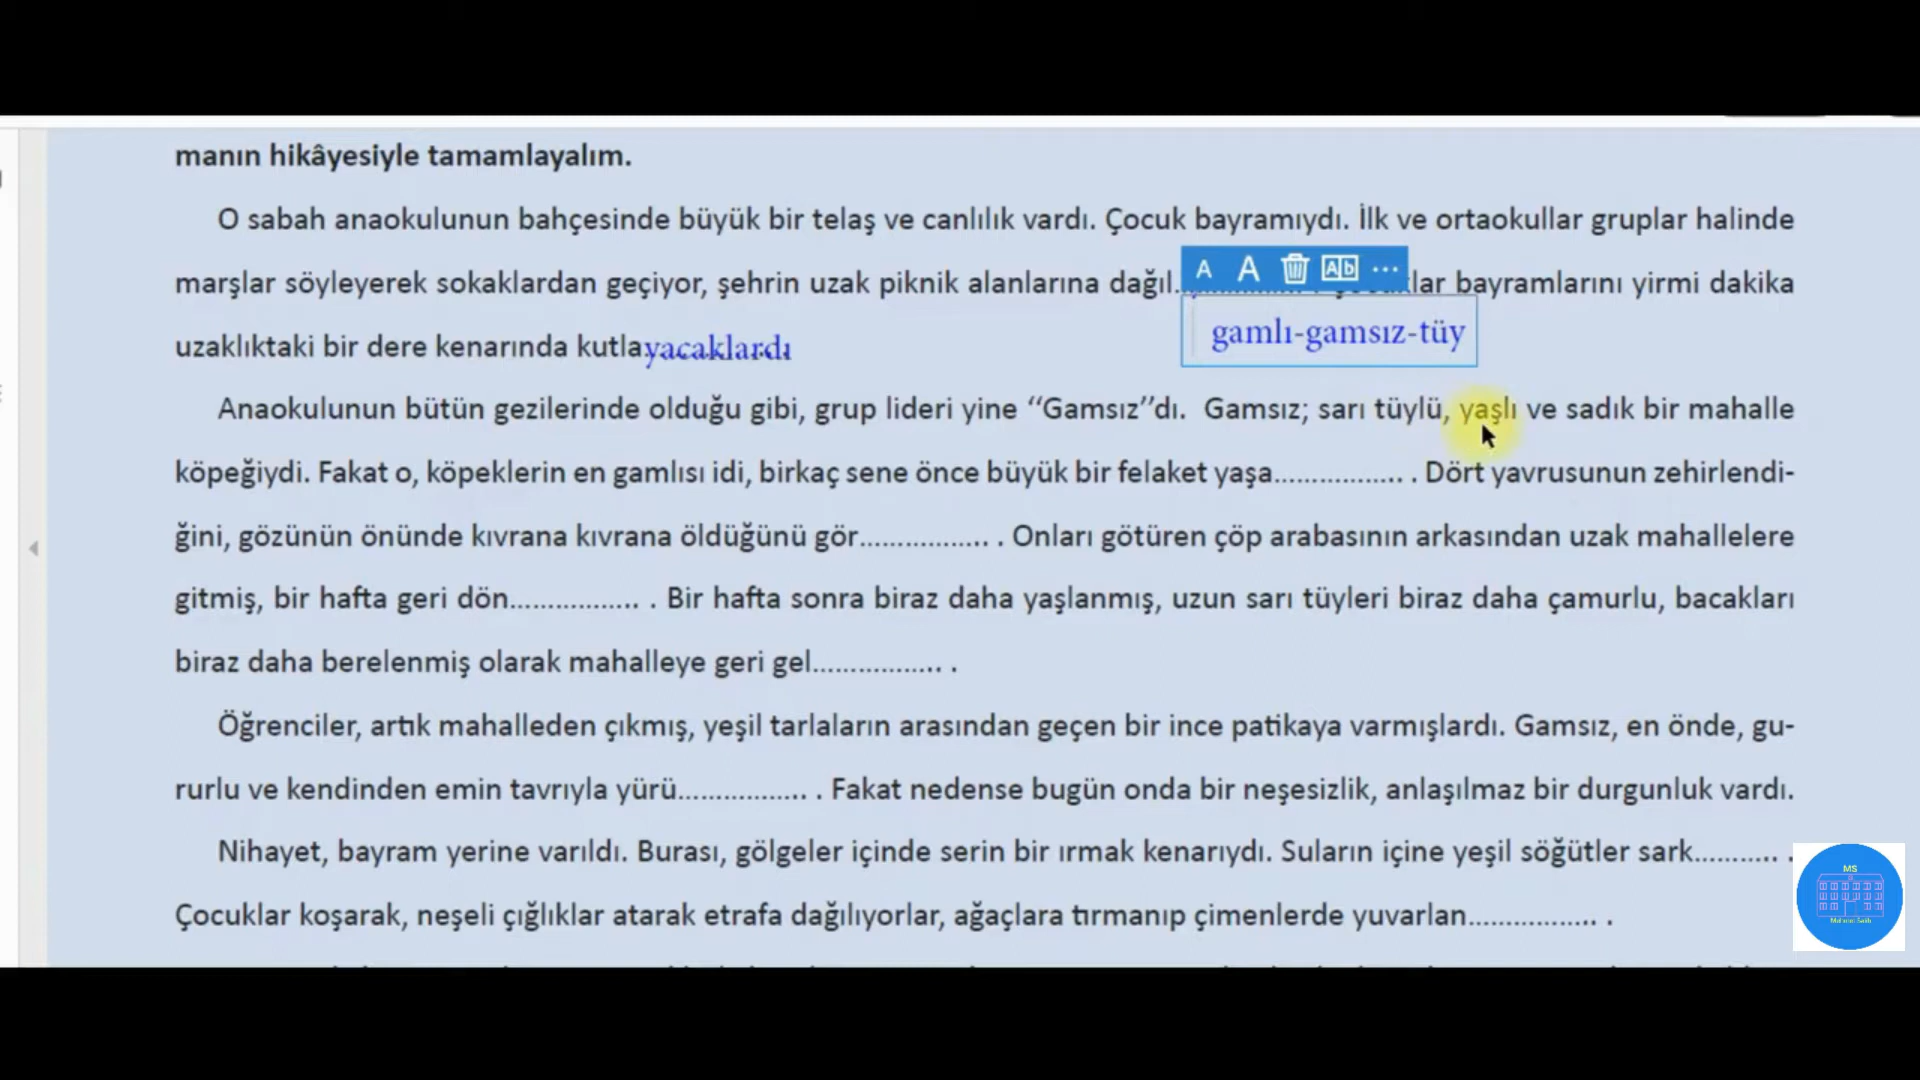 manın hikâyesiyle tamamlayalım.
O sabah anaokulunun bahçesinde büyük bir telaş ve canlılık vardı. Çocuk bayramıydı. İlk ve ortaokullar gruplar halinde
A A Ab ...
marşlar söyleyerek sokaklardan geçiyor, şehrin uzak piknik alanlarına dağıl. bayramlarını yirmi dakika
gamlı-gamsız-tüy
uzaklıktaki bir dere kenarında kutlayacaklardı
Anaokulunun bütün gezilerinde olduğu gibi, grup lideri yine ‘‘Gamsız’’dı. Gamsız; sarı tüylü, yaşlı ve sadık bir mahalle
köpeğiydi. Fakat o, köpeklerin en gamlısı idi, birkaç sene önce büyük bir felaket yaşa................ . Dört yavrusunun zehirlendi-
ğini, gözünün önünde kıvrana kıvrana öldüğünü gör................ . Onları götüren çöp arabasının arkasından uzak mahallelere
gitmiş, bir hafta geri dön................ . Bir hafta sonra biraz daha yaşlanmış, uzun sarı tüyleri biraz daha çamurlu, bacakları
biraz daha berelenmiş olarak mahalleye geri gel................ .
Öğrenciler, artık mahalleden çıkmış, yeşil tarlaların arasından geçen bir ince patikaya varmışlardı. Gamsız, en önde, gu-
rurlu ve kendinden emin tavrıyla yürü................ . Fakat nedense bugün onda bir neşesizlik, anlaşılmaz bir durgunluk vardı.
Nihayet, bayram yerine varıldı. Burası, gölgeler içinde serin bir ırmak kenarıydı. Suların içine yeşil söğütler sark........... .
Çocuklar koşarak, neşeli çığlıklar atarak etrafa dağılıyorlar, ağaçlara tırmanıp çimenlerde yuvarlan................ .
MS